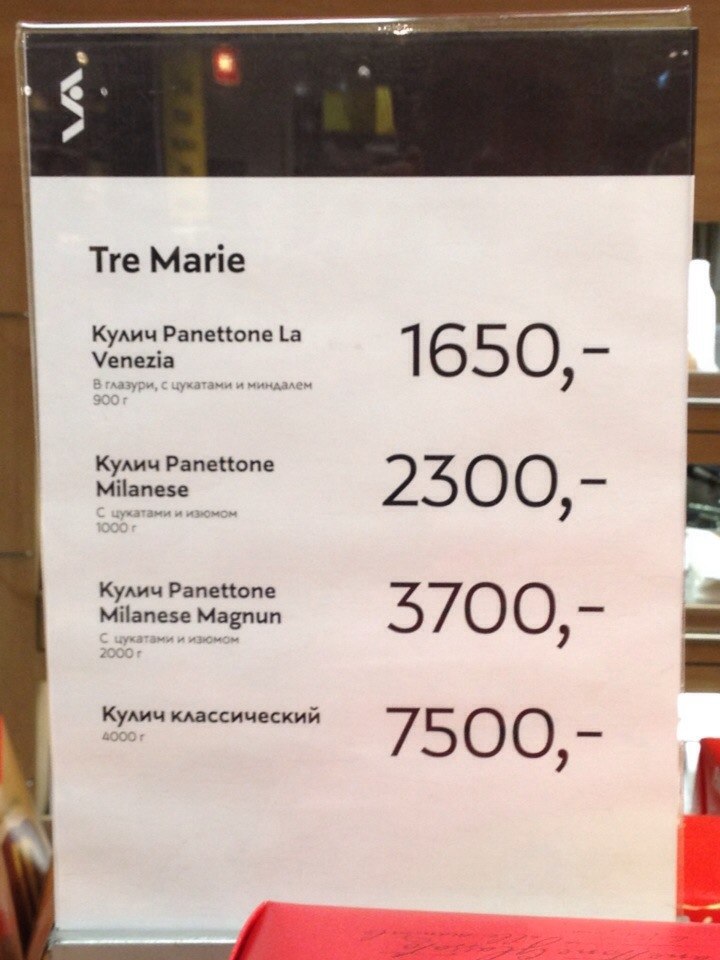 Tre Marie
Кулич Panettone La
Venezia
В глазури, с цукатами и миндалем
900 г
1650,-
Кулич Panettone
Milanese
С цукатами и изюмом
1000 г
2300,-
Кулич Panettone
Milanese Magnun
С цукатами и изюмом
2000 г
3700,-
Кулич классический
4000 г
7500,-